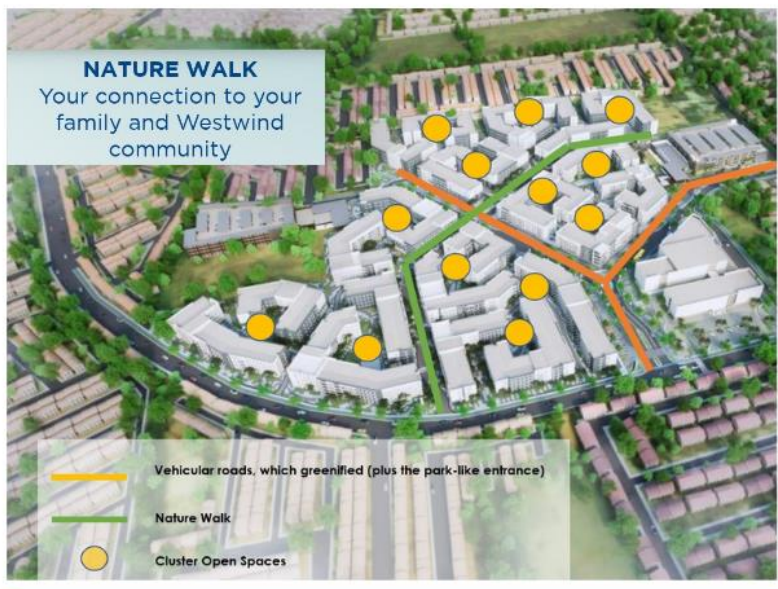 NATURE WALK
Your connection to your
family and Westwind
community
Vehicular roads, which greenified (plus the park-like entrance)
Nature Walk
Cluster Open Spaces